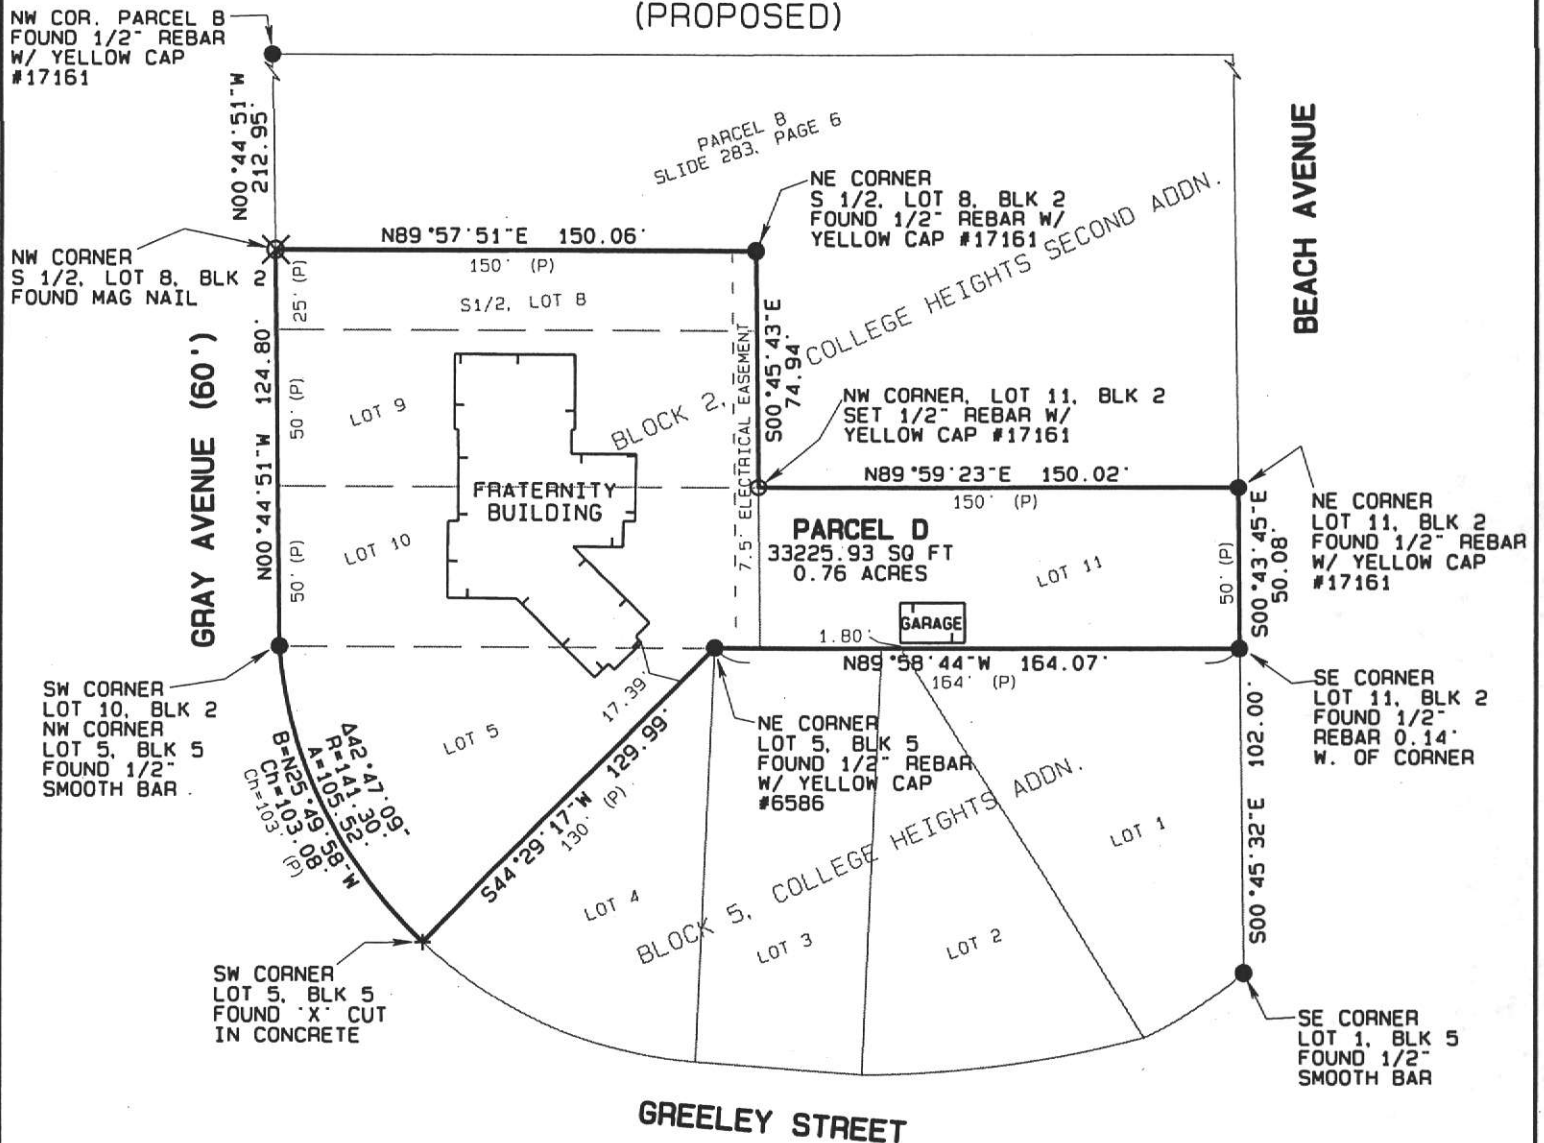 (PROPOSED)
NW COR. PARCEL B
FOUND 1/2" REBAR
W/ YELLOW CAP
#17161
N00°44'51"W
212.95'
PARCEL B
SLIDE 283, PAGE 6
BEACH AVENUE
NE CORNER
S 1/2, LOT 8, BLK 2
FOUND 1/2" REBAR W/
YELLOW CAP #17161
NW CORNER
S 1/2, LOT 8, BLK 2
FOUND MAG NAIL
N89°57'51"E 150.06'
150' (P)
S1/2, LOT 8
25' (P)
GRAY AVENUE (60')
N00°44'51"W 124.80'
50' (P)
50' (P)
LOT 9
LOT 10
FRATERNITY
BUILDING
BLOCK 2, COLLEGE HEIGHTS SECOND ADDN.
7.5' ELECTRICAL EASEMENT
S00°45'43"E
74.94'
NW CORNER, LOT 11, BLK 2
SET 1/2" REBAR W/
YELLOW CAP #17161
N89°59'23"E 150.02'
150' (P)
PARCEL D
33225.93 SQ FT
0.76 ACRES
LOT 11
GARAGE
1.80'
50' (P)
S00°43'45"E
50.08'
NE CORNER
LOT 11, BLK 2
FOUND 1/2" REBAR
W/ YELLOW CAP
#17161
N89°58'44"W 164.07'
164' (P)
SE CORNER
LOT 11, BLK 2
FOUND 1/2"
REBAR 0.14'
W. OF CORNER
SW CORNER
LOT 10, BLK 2
NW CORNER
LOT 5, BLK 5
FOUND 1/2"
SMOOTH BAR
Δ42°47'09"
R=141.30'
A=105.52'
B=N25°49'58"W
Ch=103.08'
Ch=103' (P)
LOT 5
17.39'
S44°29'17"W 129.99'
130' (P)
NE CORNER
LOT 5, BLK 5
FOUND 1/2" REBAR
W/ YELLOW CAP
#6586
LOT 4
LOT 3
LOT 2
LOT 1
BLOCK 5, COLLEGE HEIGHTS ADDN.
S00°45'32"E 102.00'
SW CORNER
LOT 5, BLK 5
FOUND 'X' CUT
IN CONCRETE
SE CORNER
LOT 1, BLK 5
FOUND 1/2"
SMOOTH BAR
GREELEY STREET